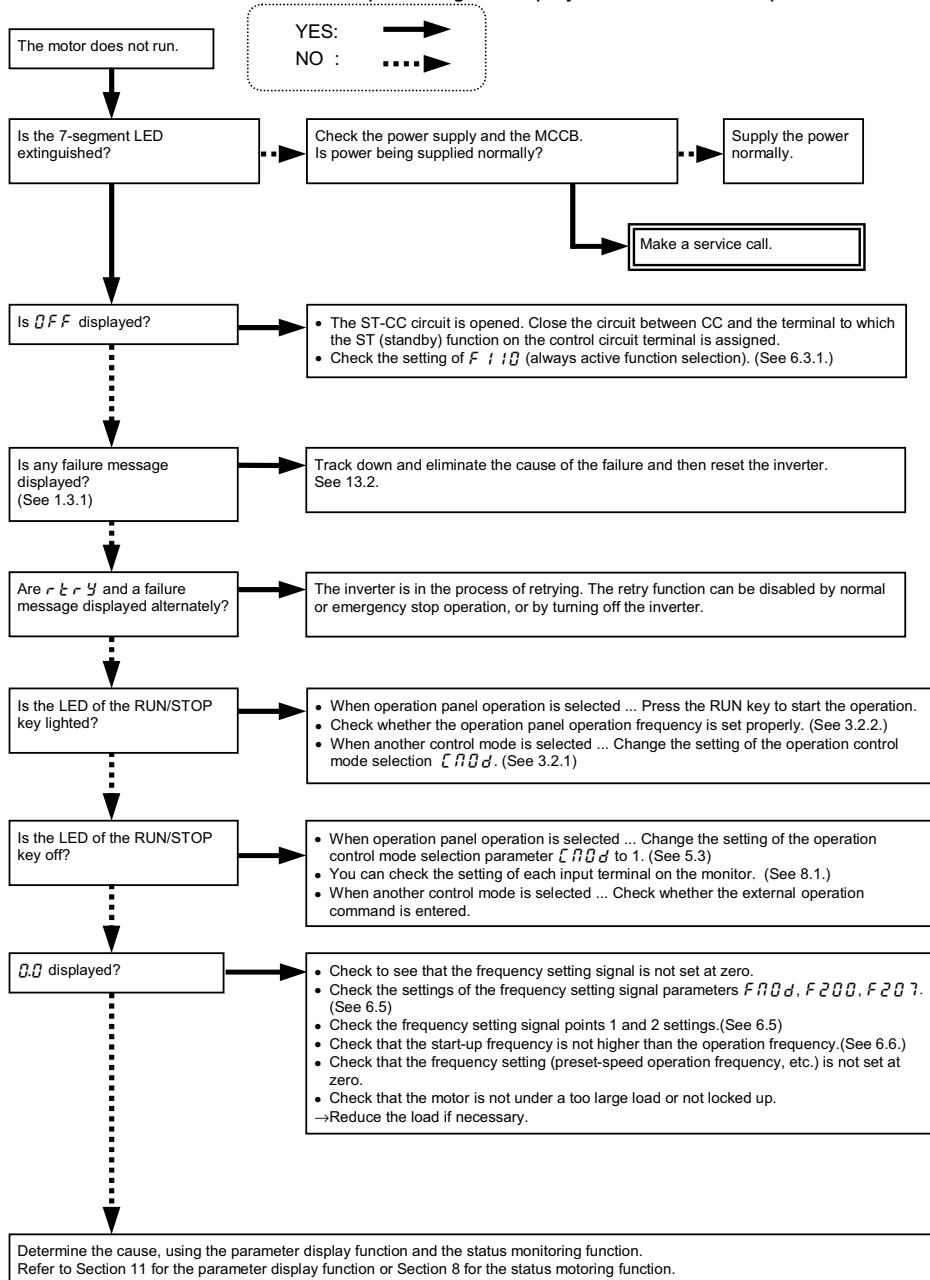 YES:
NO :
The motor does not run.
Is the 7-segment LED
extinguished?
Check the power supply and the MCCB.
Is power being supplied normally?
Supply the power
normally.
Make a service call.
Is OFF displayed?
• The ST-CC circuit is opened. Close the circuit between CC and the terminal to which
the ST (standby) function on the control circuit terminal is assigned.
• Check the setting of F110 (always active function selection). (See 6.3.1.)
Is any failure message
displayed?
(See 1.3.1)
Track down and eliminate the cause of the failure and then reset the inverter.
See 13.2.
Are rtry and a failure
message displayed alternately?
The inverter is in the process of retrying. The retry function can be disabled by normal
or emergency stop operation, or by turning off the inverter.
Is the LED of the RUN/STOP
key lighted?
• When operation panel operation is selected ... Press the RUN key to start the operation.
• Check whether the operation panel operation frequency is set properly. (See 3.2.2.)
• When another control mode is selected ... Change the setting of the operation control
mode selection CMOd. (See 3.2.1)
Is the LED of the RUN/STOP
key off?
• When operation panel operation is selected ... Change the setting of the operation
control mode selection parameter CMOd to 1. (See 5.3)
• You can check the setting of each input terminal on the monitor. (See 8.1.)
• When another control mode is selected ... Check whether the external operation
command is entered.
0.0 displayed?
• Check to see that the frequency setting signal is not set at zero.
• Check the settings of the frequency setting signal parameters FMOd, F200, F207.
(See 6.5)
• Check the frequency setting signal points 1 and 2 settings.(See 6.5)
• Check that the start-up frequency is not higher than the operation frequency.(See 6.6.)
• Check that the frequency setting (preset-speed operation frequency, etc.) is not set at
zero.
• Check that the motor is not under a too large load or not locked up.
→Reduce the load if necessary.
Determine the cause, using the parameter display function and the status monitoring function.
Refer to Section 11 for the parameter display function or Section 8 for the status motoring function.